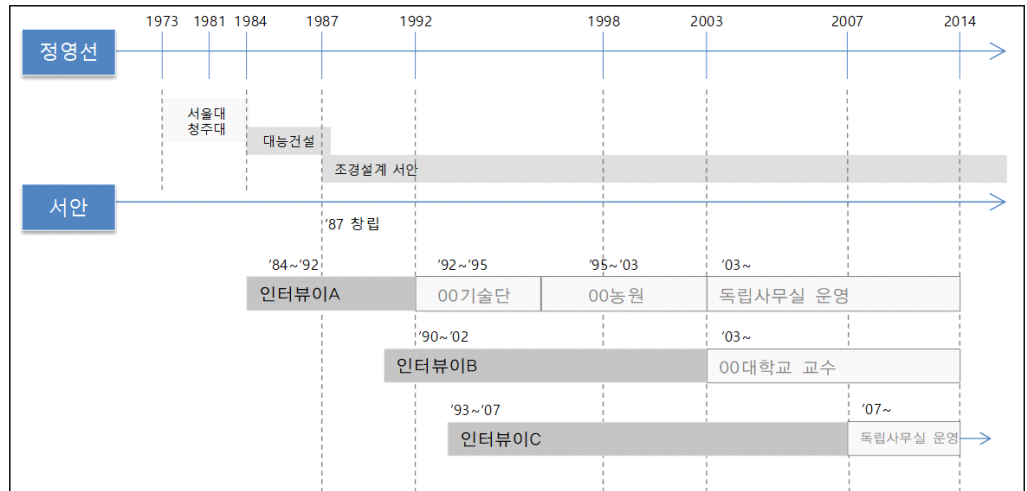 1973 1981 1984 1987 1992 1998 2003 2007 2014
정영선
서울대
청주대
대능건설
조경설계 서안
서안
'87 창립
'84~'92 '92~'95 '95~'03 '03~
인터뷰이A 00기술단 00농원 독립사무실 운영
'90~'02 '03~
인터뷰이B 00대학교 교수
'93~'07 '07~
인터뷰이C 독립사무실 운영